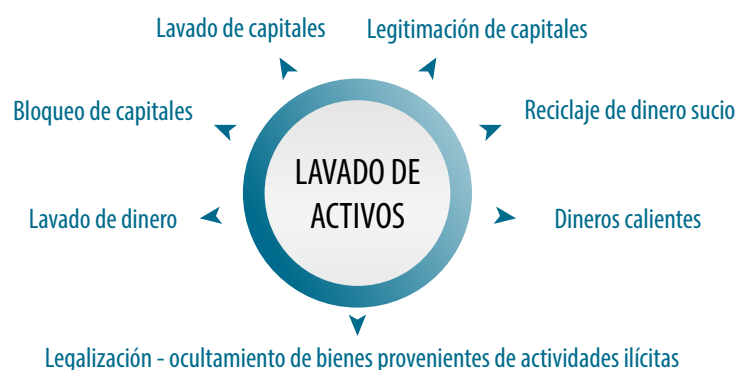 Lavado de capitales
Legitimación de capitales
Bloqueo de capitales
Reciclaje de dinero sucio
LAVADO DE
ACTIVOS
Lavado de dinero
Dineros calientes
Legalización - ocultamiento de bienes provenientes de actividades ilícitas